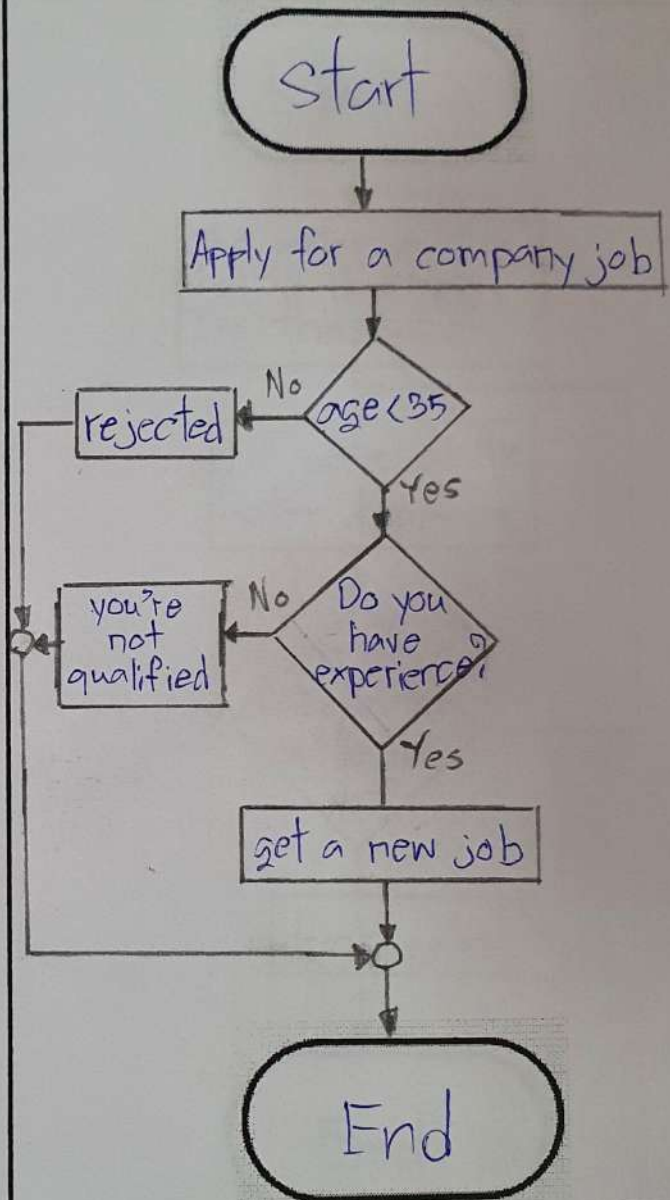 Start
Apply for a company job
age<35
No
rejected
Yes
Do you
have
experience?
No
you're
not
qualified
Yes
get a new job
End